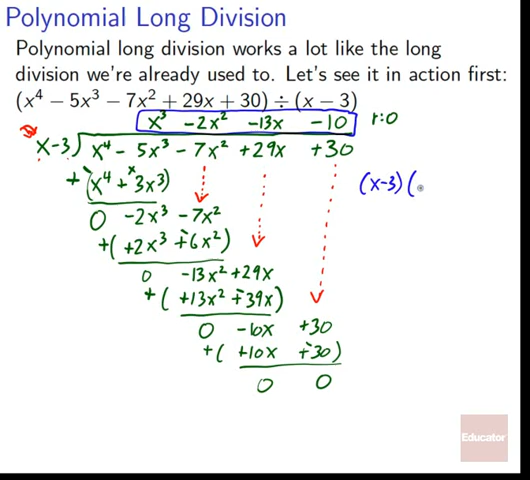 Polynomial Long Division
Polynomial long division works a lot like the long
division we're already used to. Let's see it in action first:
(x⁴ − 5x³ − 7x² + 29x + 30) ÷ (x − 3)
x³ -2x² -13x -10 r:0
x-3) x⁴ - 5x³ - 7x² +29x +30
+(x⁴ + 3x³) (x-3)(
0 -2x³ -7x²
+(+2x³ -6x²)
0 -13x² +29x
+(+13x² -39x)
0 -10x +30
+(+10x -30)
0 0
Educator